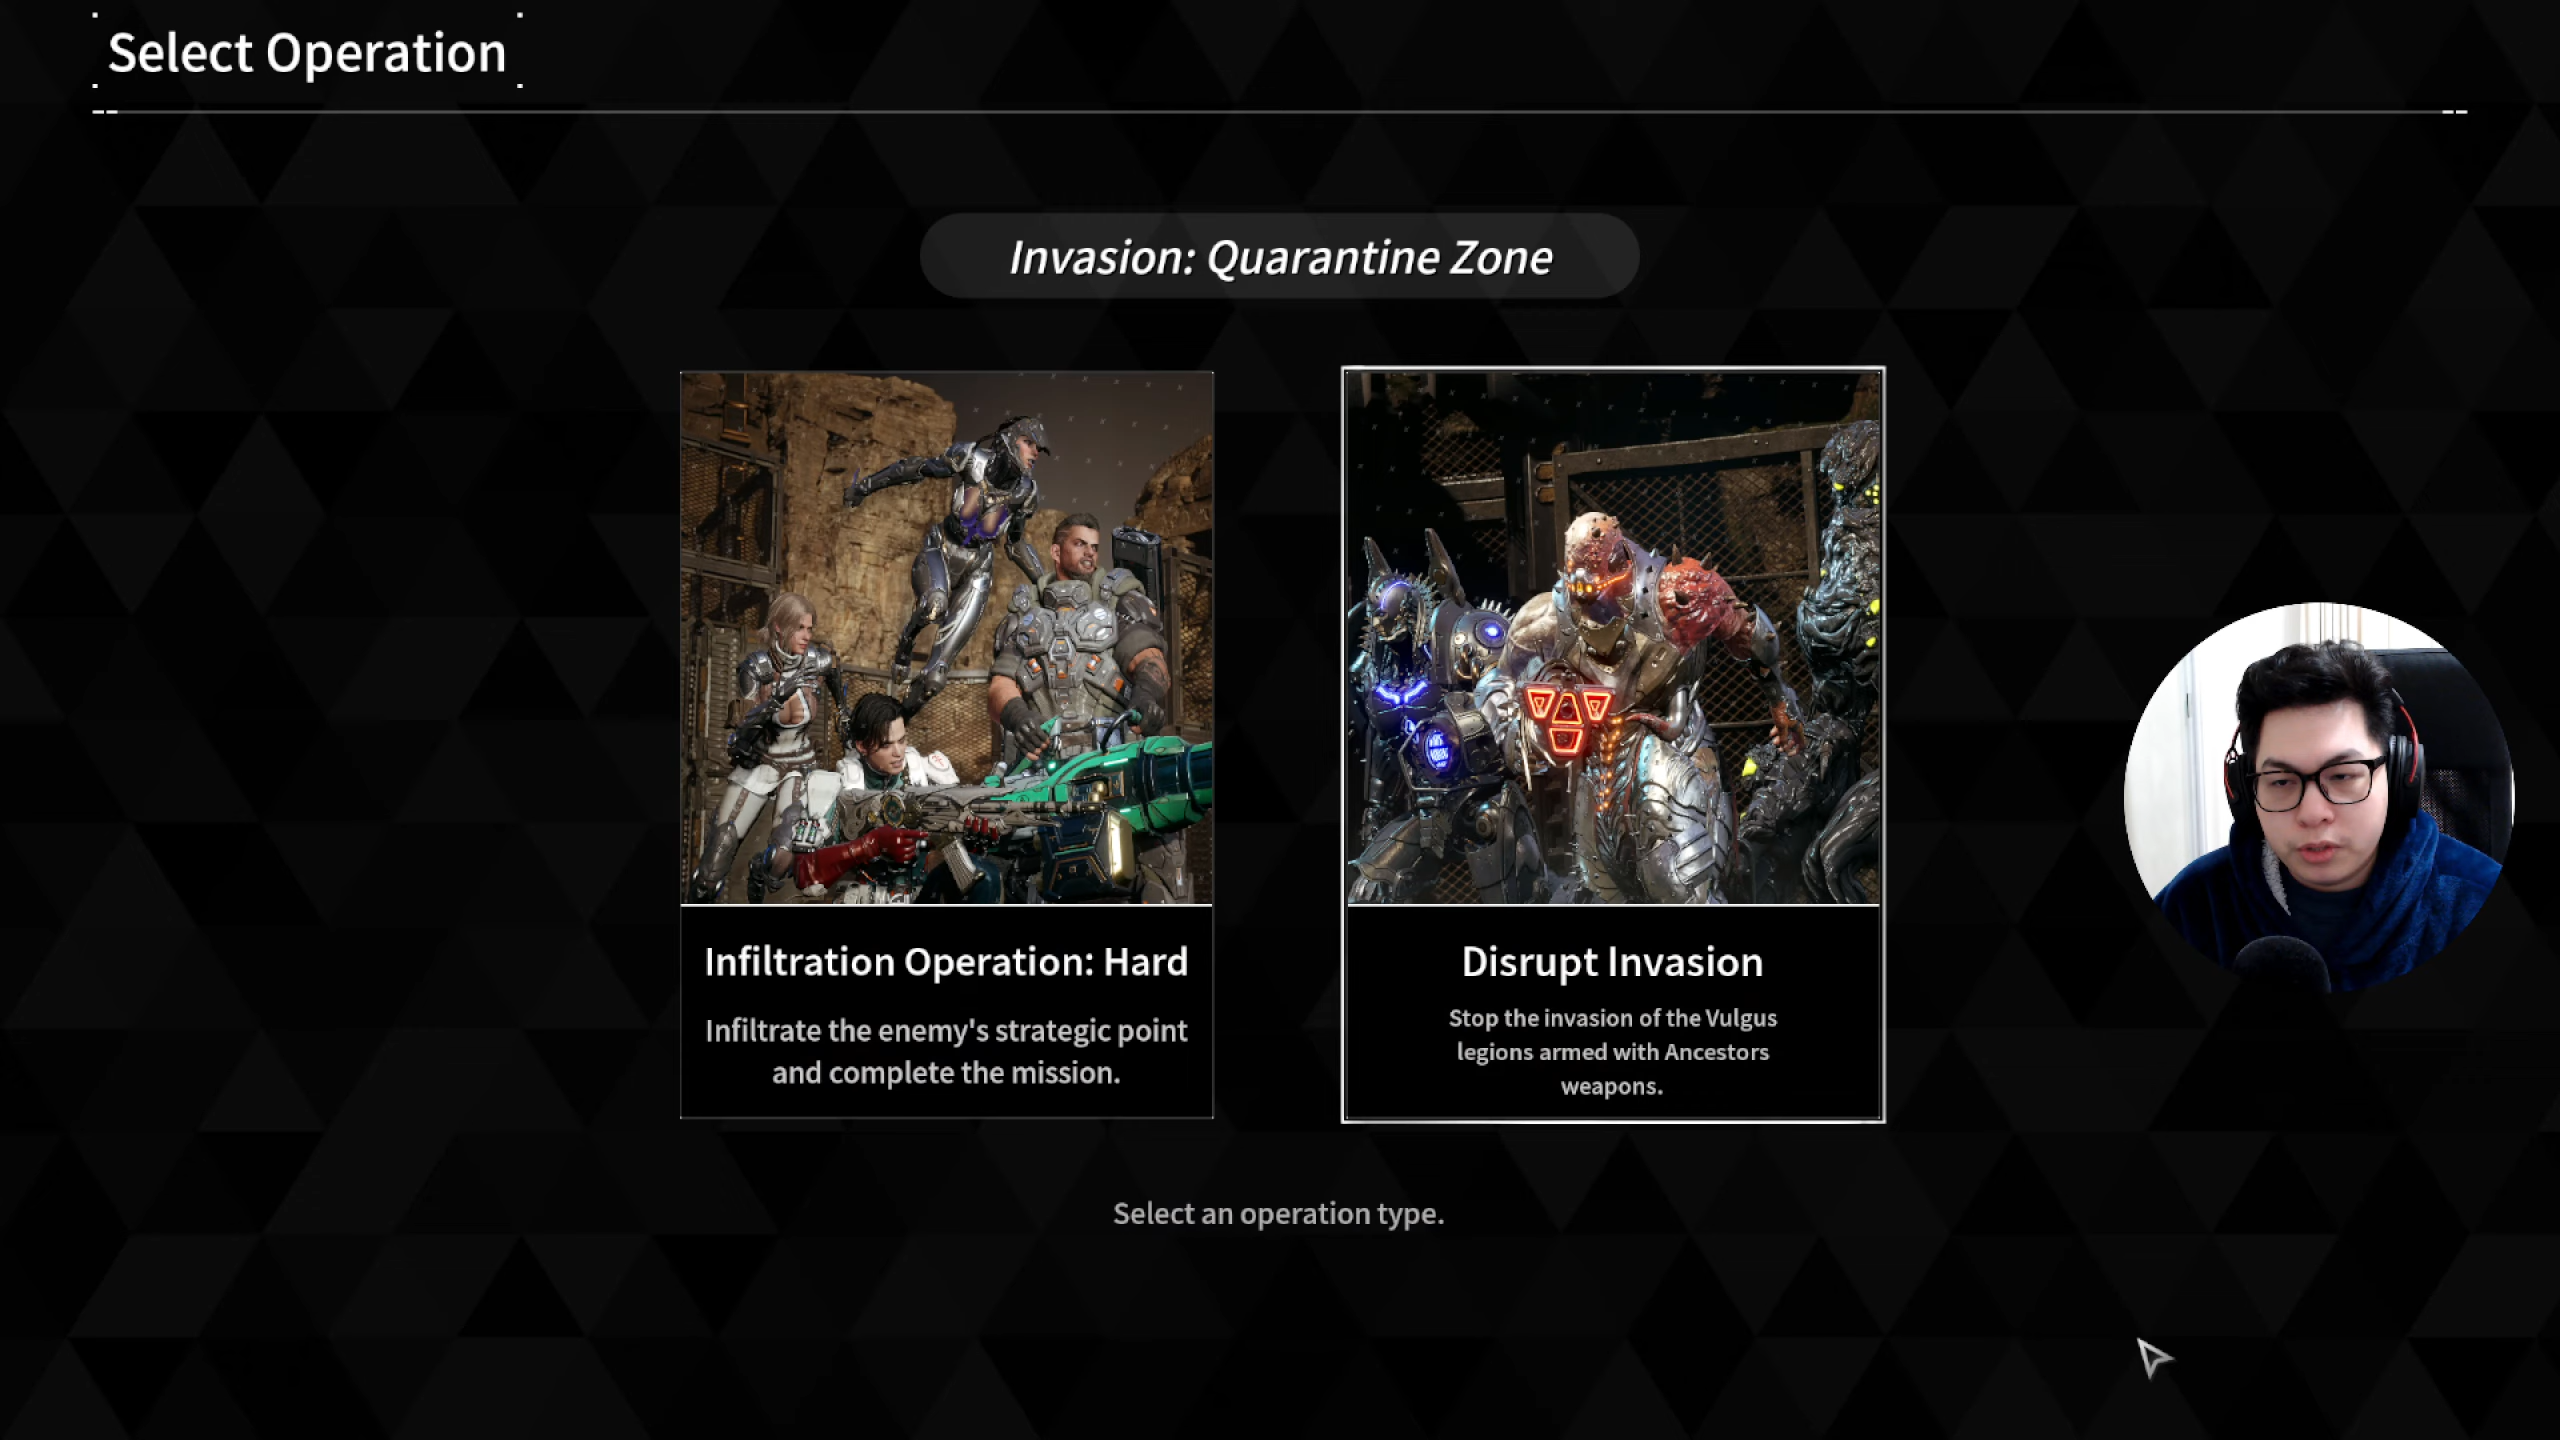 Select Operation
Invasion: Quarantine Zone
Infiltration Operation: Hard
Infiltrate the enemy's strategic point
and complete the mission.
Disrupt Invasion
Stop the invasion of the Vulgus
legions armed with Ancestors
weapons.
Select an operation type.